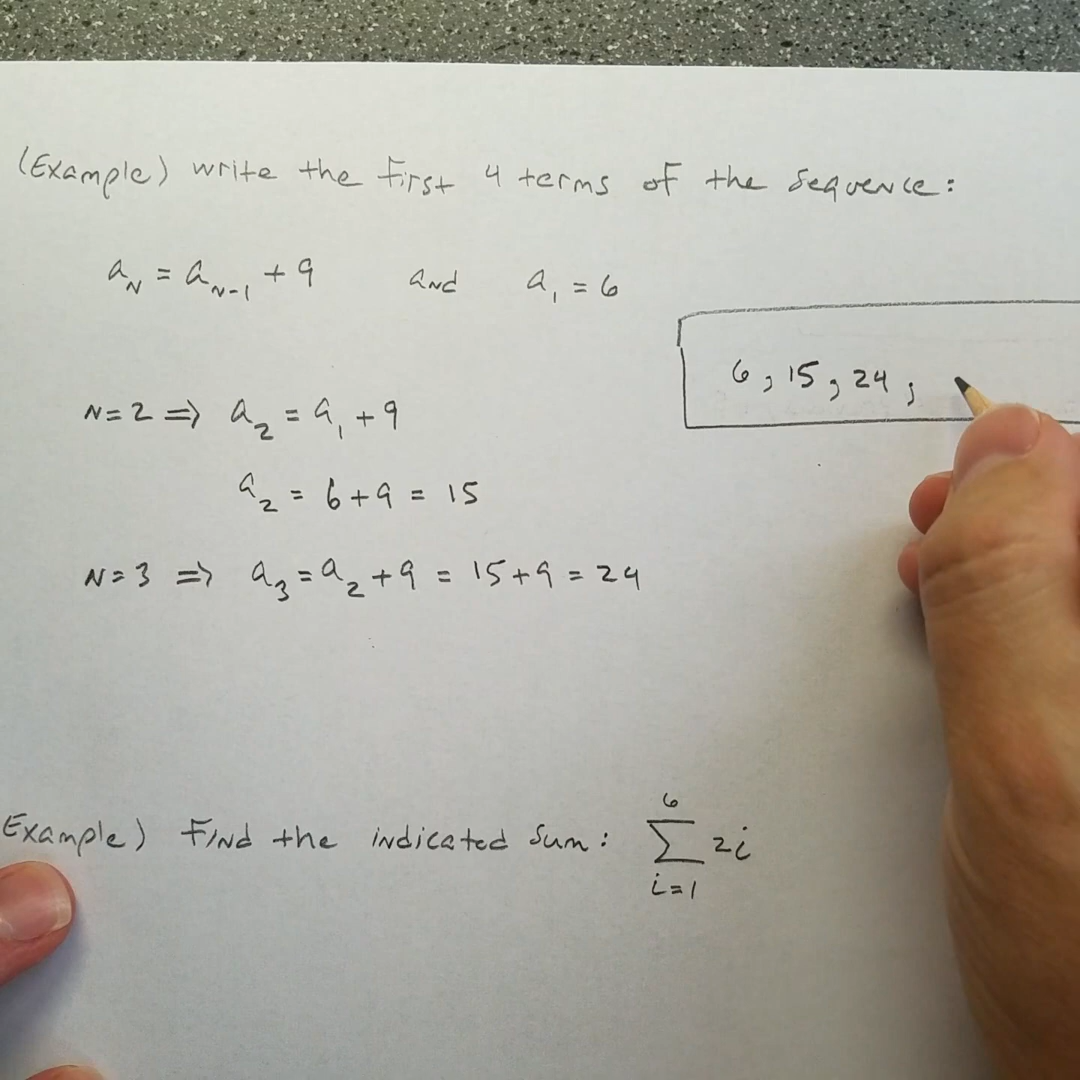 (Example) write the first 4 terms of the sequence:
a_N = a_{N-1} + 9 and a_1 = 6
6, 15, 24,
N=2 ⇒ a_2 = a_1 + 9
a_2 = 6+9 = 15
N=3 ⇒ a_3 = a_2 + 9 = 15+9 = 24
Example) Find the indicated sum: \sum_{i=1}^{6} 2i